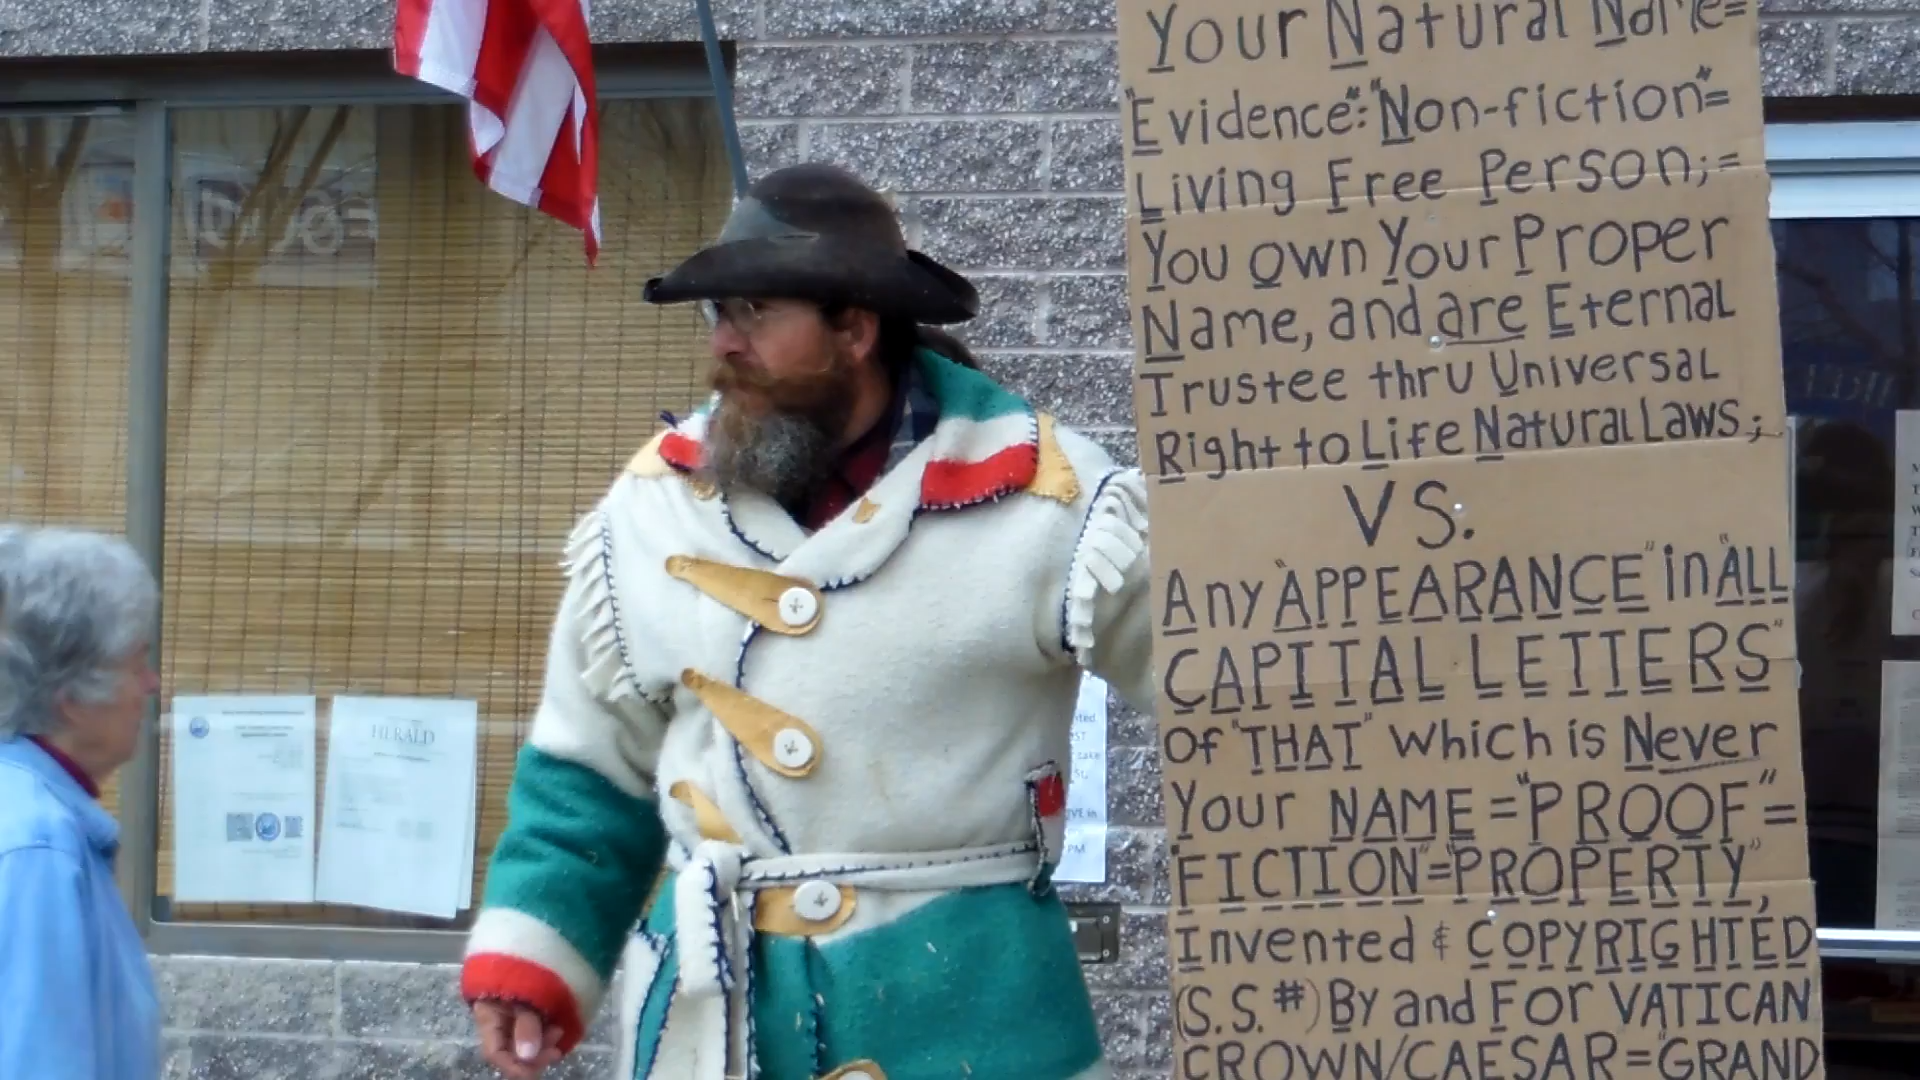 Your Natural Name=
"Evidence":"Non-fiction"=
Living Free Person;=
You own Your Proper
Name, and are Eternal
Trustee thru Universal
Right to Life Natural Laws;
VS.
Any "APPEARANCE" in "ALL
CAPITAL LETTERS"
Of "THAT" which is Never
Your NAME="PROOF"=
"FICTION"="PROPERTY",
Invented & COPYRIGHTED
(S.S.#) By and For VATICAN
CROWN/CAESAR="GRAND
HERALD